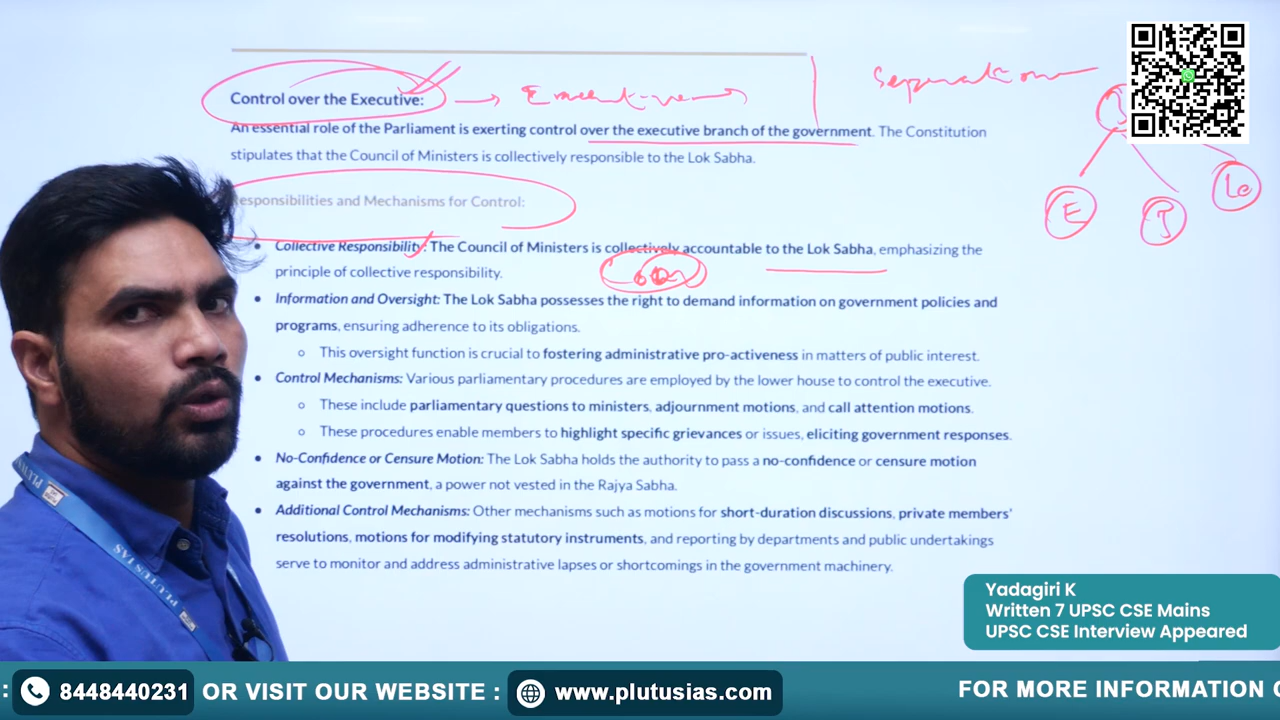 Control over the Executive:
An essential role of the Parliament is exerting control over the executive branch of the government. The Constitution
stipulates that the Council of Ministers is collectively responsible to the Lok Sabha.
Responsibilities and Mechanisms for Control:
• Collective Responsibility: The Council of Ministers is collectively accountable to the Lok Sabha, emphasizing the
principle of collective responsibility.
• Information and Oversight: The Lok Sabha possesses the right to demand information on government policies and
programs, ensuring adherence to its obligations.
○ This oversight function is crucial to fostering administrative pro-activeness in matters of public interest.
• Control Mechanisms: Various parliamentary procedures are employed by the lower house to control the executive.
○ These include parliamentary questions to ministers, adjournment motions, and call attention motions.
○ These procedures enable members to highlight specific grievances or issues, eliciting government responses.
• No-Confidence or Censure Motion: The Lok Sabha holds the authority to pass a no-confidence or censure motion
against the government, a power not vested in the Rajya Sabha.
• Additional Control Mechanisms: Other mechanisms such as motions for short-duration discussions, private members'
resolutions, motions for modifying statutory instruments, and reporting by departments and public undertakings
serve to monitor and address administrative lapses or shortcomings in the government machinery.
Separation
E
Le
PLUTUS IAS
Yadagiri K
Written 7 UPSC CSE Mains
UPSC CSE Interview Appeared
: 8448440231 OR VISIT OUR WEBSITE : www.plutusias.com
FOR MORE INFORMATION